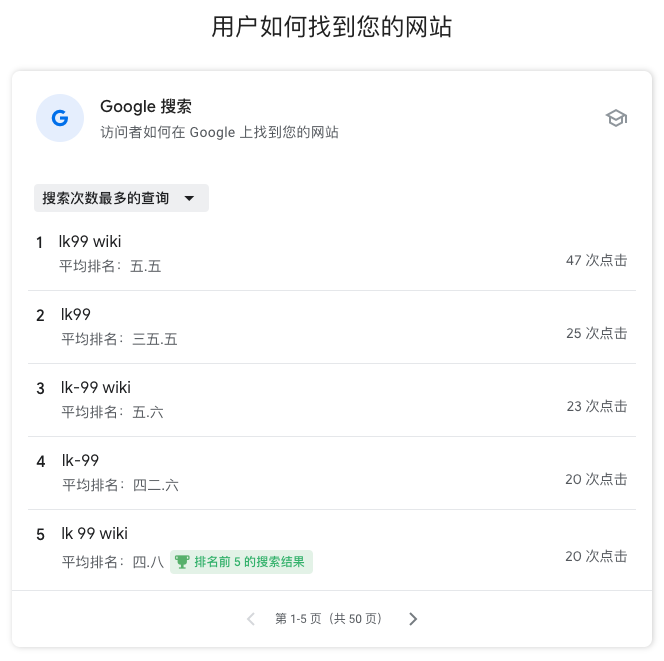 用户如何找到您的网站
G
Google 搜索
访问者如何在 Google 上找到您的网站
搜索次数最多的查询
1 lk99 wiki
平均排名：五.五
47 次点击
2 lk99
平均排名：三五.五
25 次点击
3 lk-99 wiki
平均排名：五.六
23 次点击
4 lk-99
平均排名：四二.六
20 次点击
5 lk 99 wiki
平均排名：四.八 排名前 5 的搜索结果
20 次点击
第 1-5 页（共 50 页）